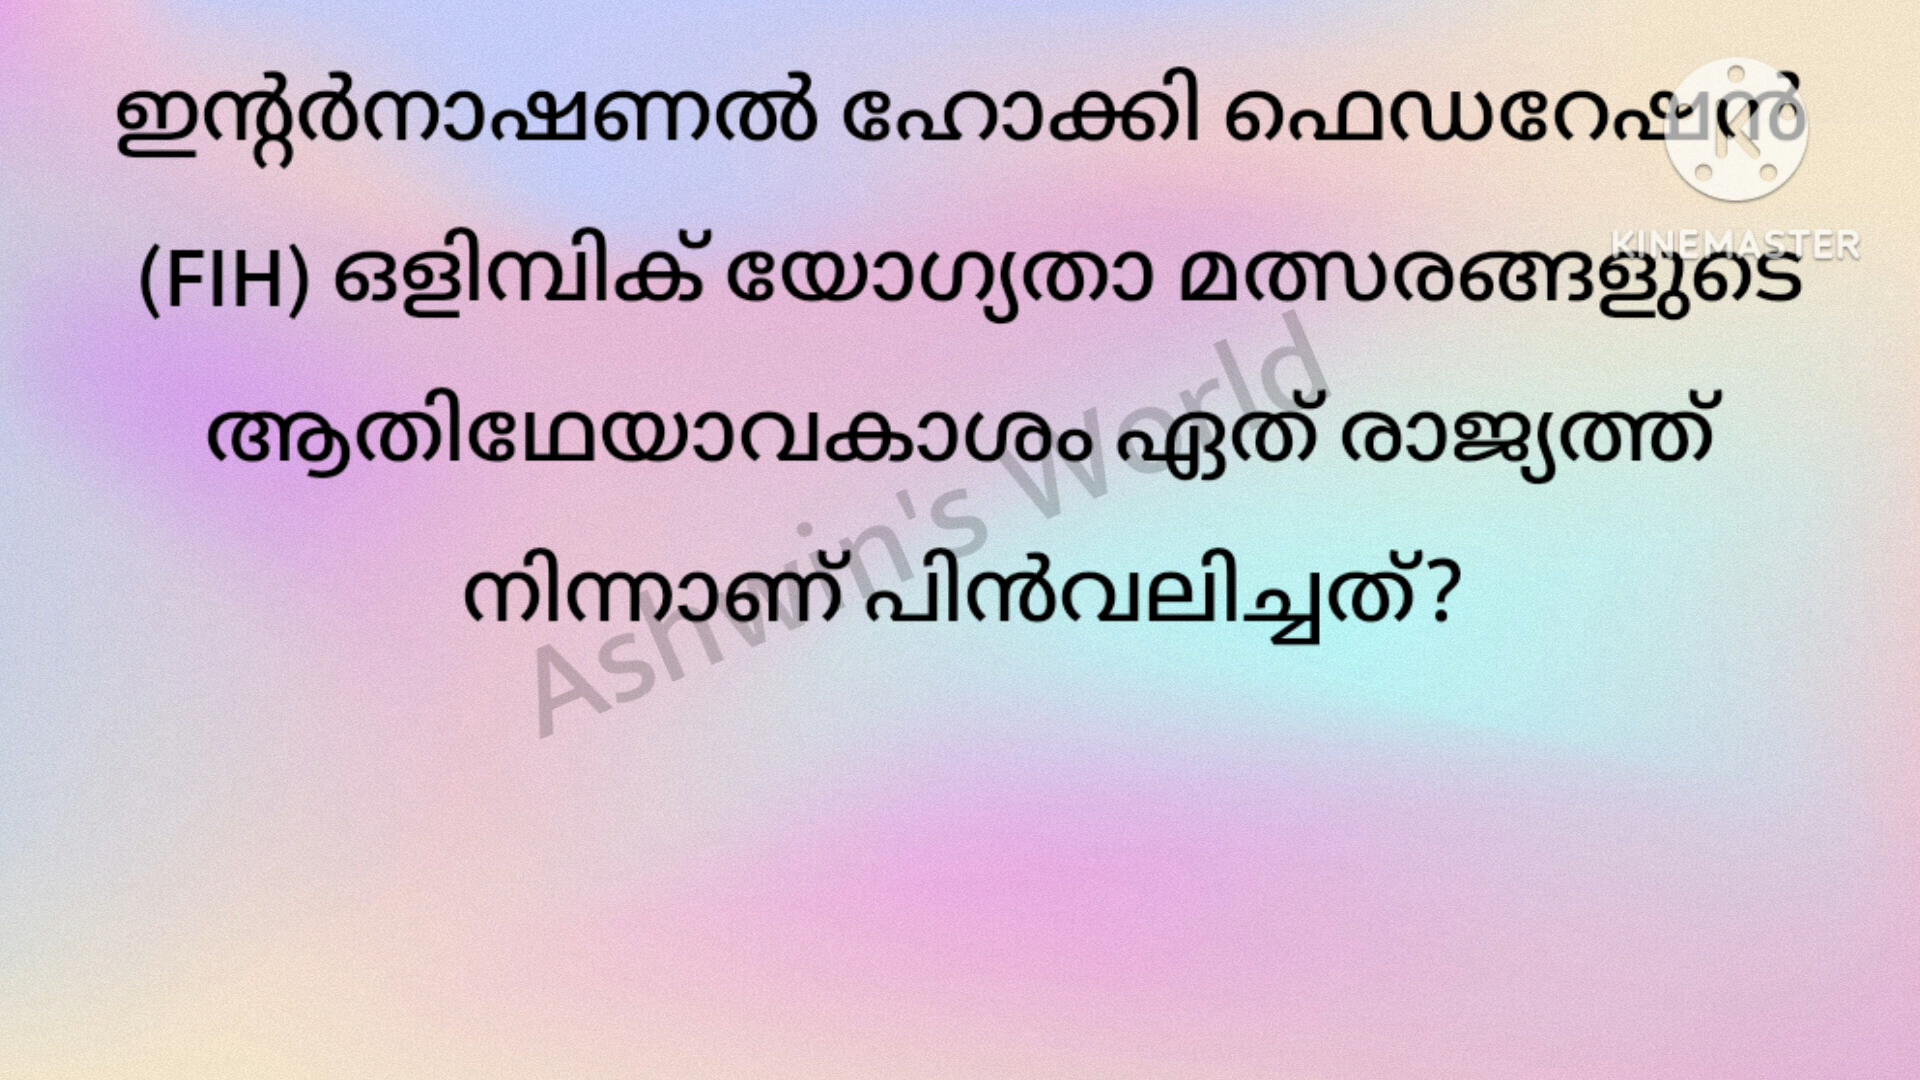 ഇന്റർനാഷണൽ ഹോക്കി ഫെഡറേഷൻ
(FIH) ഒളിമ്പിക് യോഗ്യതാ മത്സരങ്ങളുടെ
ആതിഥേയാവകാശം ഏത് രാജ്യത്ത്
നിന്നാണ് പിൻവലിച്ചത്?
KINEMASTER
Ashwin's World